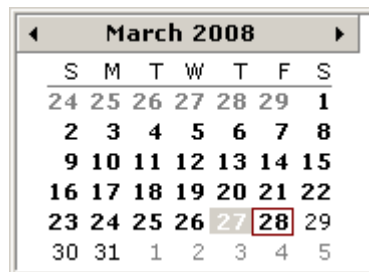 March 2008
S M T W T F S
24 25 26 27 28 29 1
2 3 4 5 6 7 8
9 10 11 12 13 14 15
16 17 18 19 20 21 22
23 24 25 26 27 28 29
30 31 1 2 3 4 5